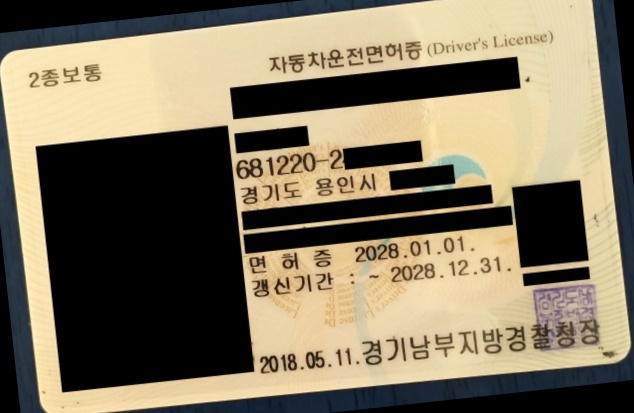 2종보통
자동차운전면허증 (Driver's License)
681220-2
경기도 용인시
면 허 증 2028.01.01.
갱신기간 : ~ 2028.12.31.
2018.05.11. 경기남부지방경찰청장